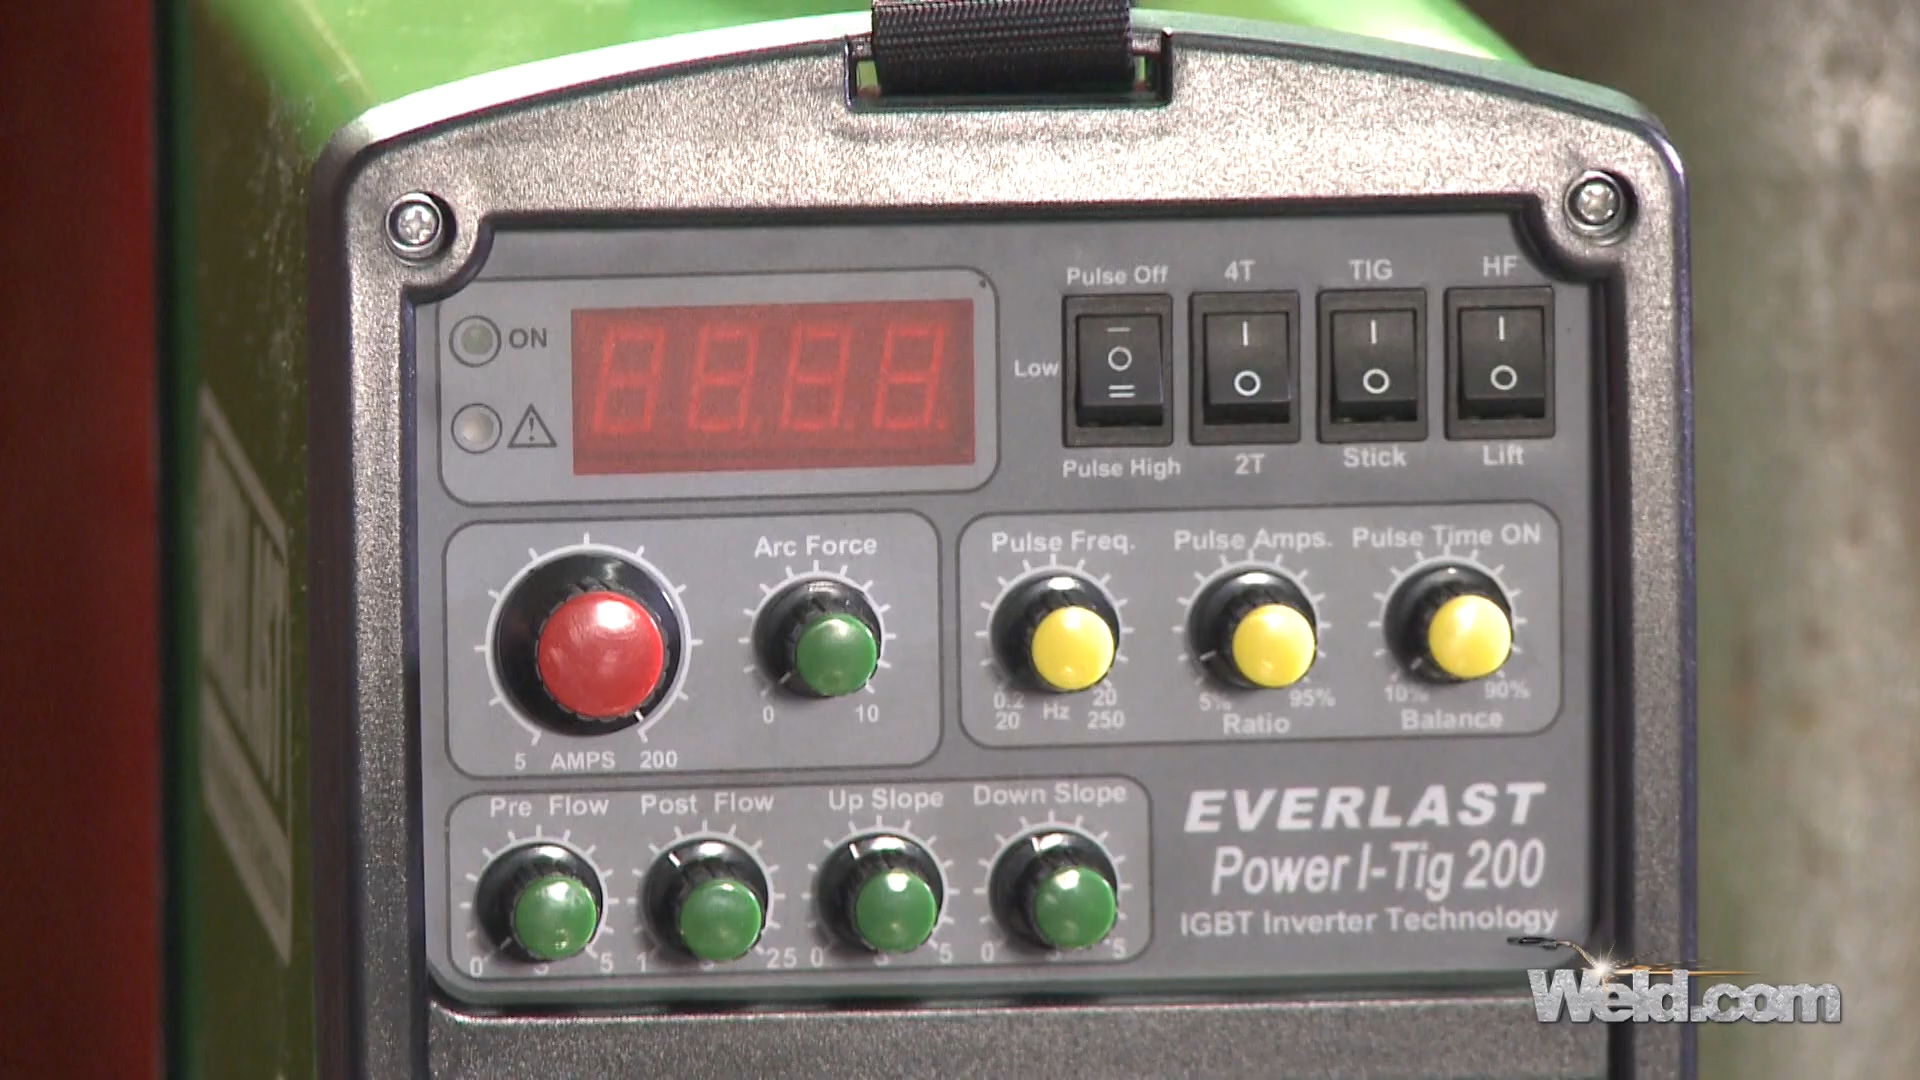 Pulse Off 4T TIG HF
ON
Low
Pulse High 2T Stick Lift
Arc Force
0 10
5 AMPS 200
Pulse Freq. Pulse Amps. Pulse Time ON
0.2 20 5% 95% 10% 90%
20 Hz 250 Ratio Balance
Pre Flow Post Flow Up Slope Down Slope
0 S 5 1 S 25 0 S 5 0 S 5
EVERLAST
Power I-Tig 200
IGBT Inverter Technology
Weld.com